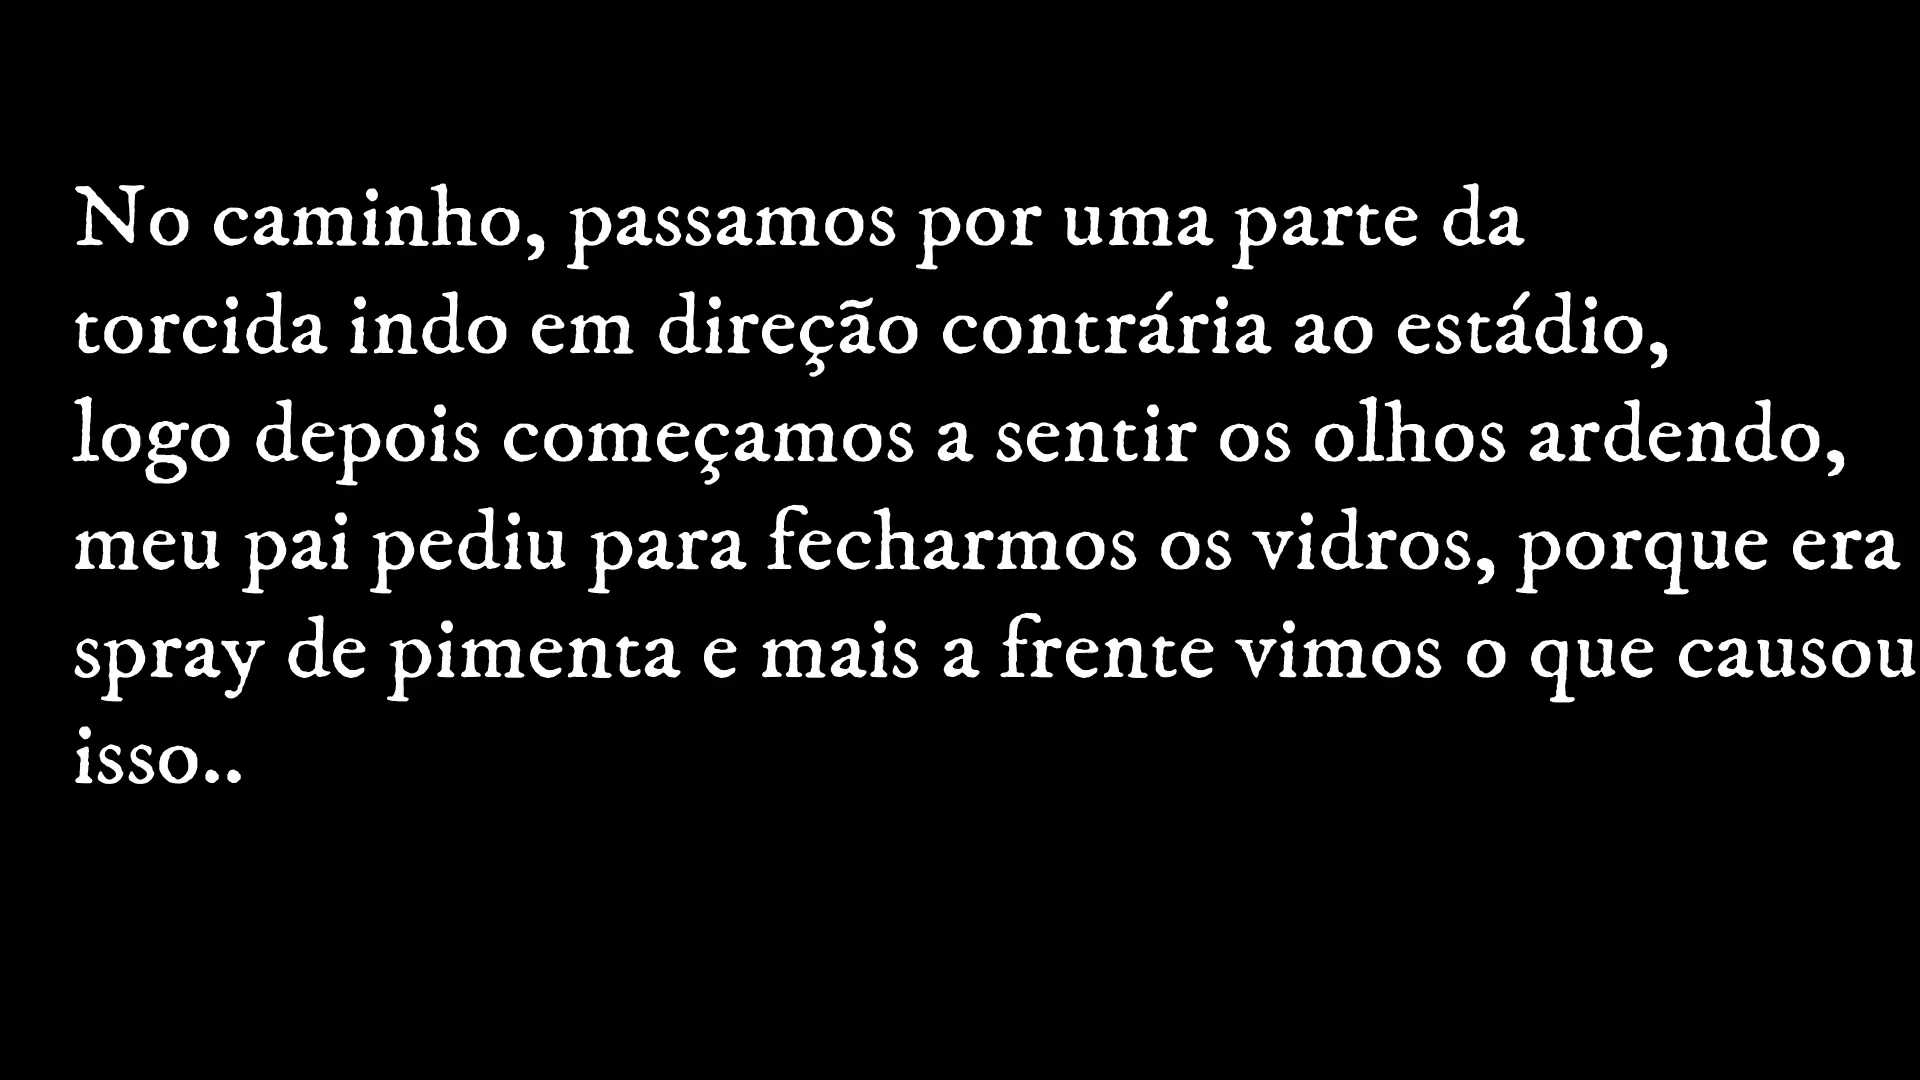 No caminho, passamos por uma parte da
torcida indo em direção contrária ao estádio,
logo depois começamos a sentir os olhos ardendo,
meu pai pediu para fecharmos os vidros, porque era
spray de pimenta e mais a frente vimos o que causou
isso..